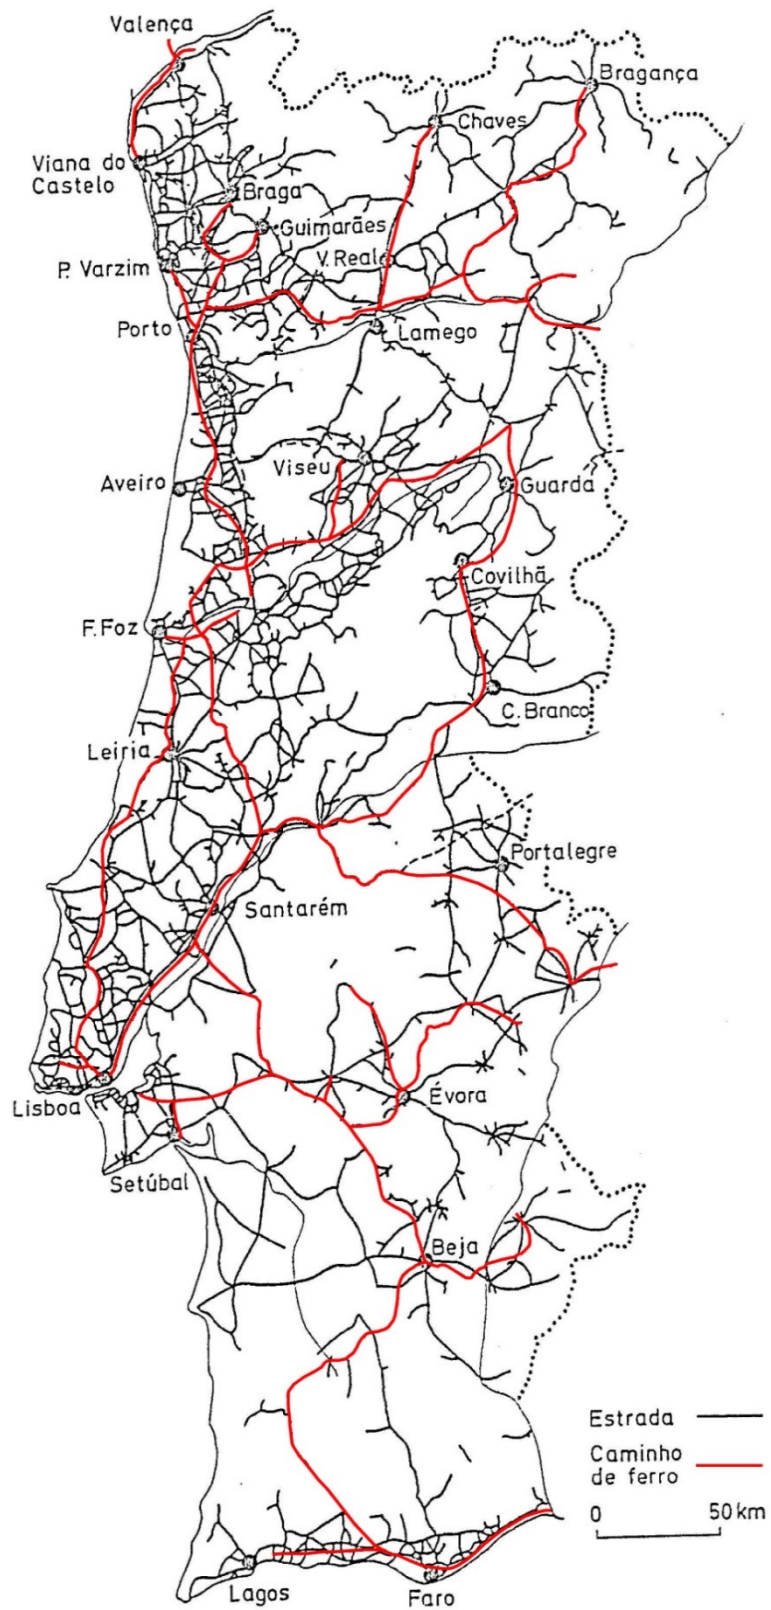 Valença
Bragança
Chaves
Viana do
Castelo
Braga
Guimarães
V. Real
P. Varzim
Porto
Lamego
Viseu
Aveiro
Guarda
Covilhã
F. Foz
C. Branco
Leiria
Portalegre
Santarém
Lisboa
Évora
Setúbal
Beja
Estrada
Caminho
de ferro
0 50 km
Lagos
Faro